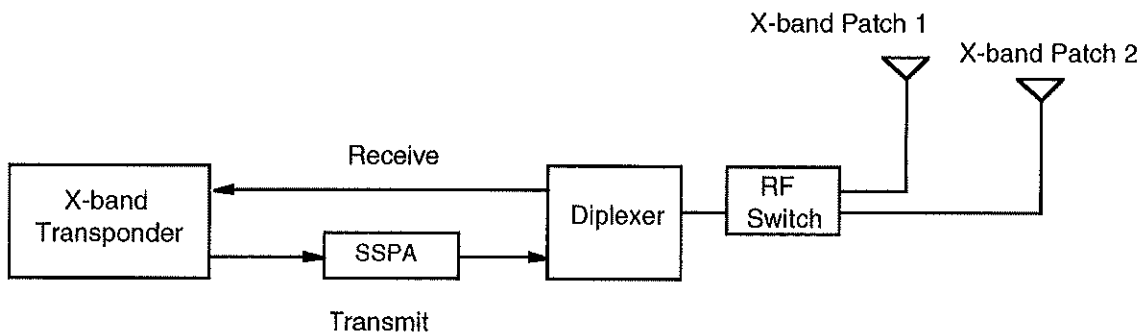 X-band Patch 1
X-band Patch 2
Receive
X-band
Transponder
SSPA
Transmit
Diplexer
RF
Switch